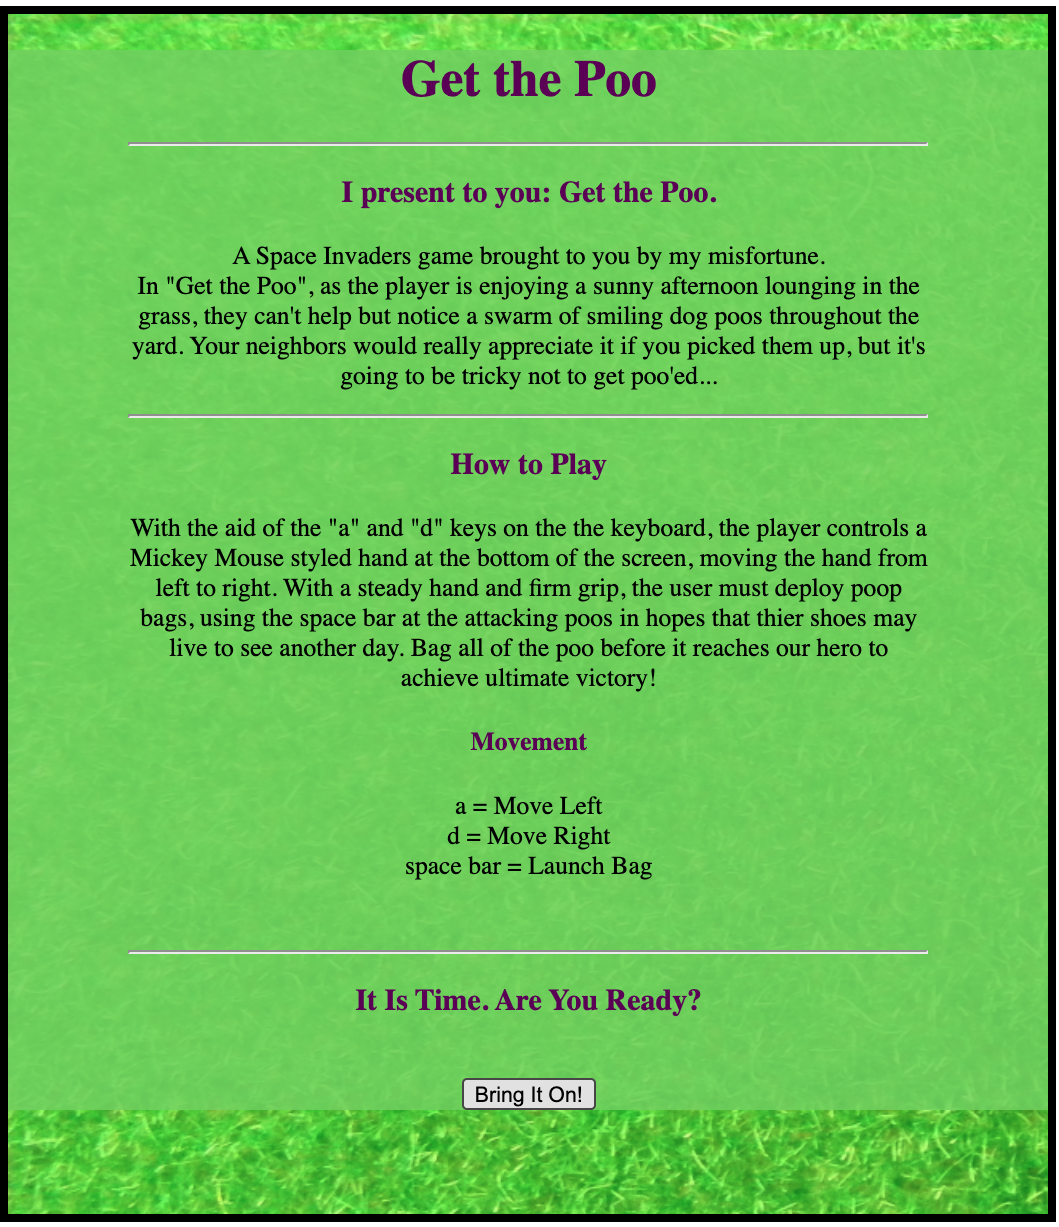 Get the Poo
I present to you: Get the Poo.
A Space Invaders game brought to you by my misfortune.
In "Get the Poo", as the player is enjoying a sunny afternoon lounging in the
grass, they can't help but notice a swarm of smiling dog poos throughout the
yard. Your neighbors would really appreciate it if you picked them up, but it's
going to be tricky not to get poo'ed...
How to Play
With the aid of the "a" and "d" keys on the the keyboard, the player controls a
Mickey Mouse styled hand at the bottom of the screen, moving the hand from
left to right. With a steady hand and firm grip, the user must deploy poop
bags, using the space bar at the attacking poos in hopes that thier shoes may
live to see another day. Bag all of the poo before it reaches our hero to
achieve ultimate victory!
Movement
a = Move Left
d = Move Right
space bar = Launch Bag
It Is Time. Are You Ready?
Bring It On!